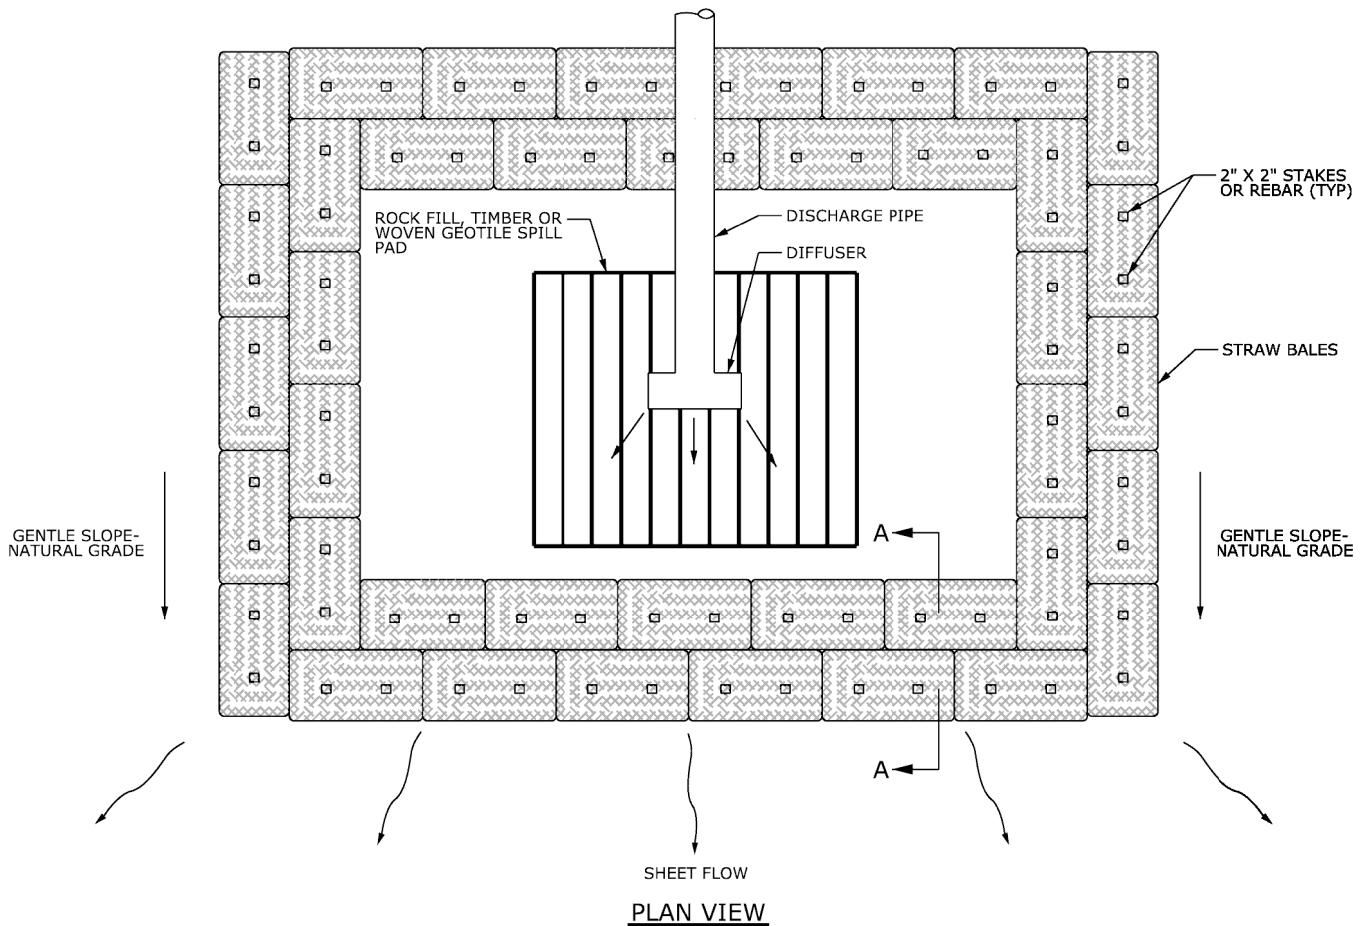 2" X 2" STAKES
OR REBAR (TYP)
ROCK FILL, TIMBER OR
WOVEN GEOTILE SPILL
PAD
DISCHARGE PIPE
DIFFUSER
STRAW BALES
GENTLE SLOPE-
NATURAL GRADE
A
GENTLE SLOPE-
NATURAL GRADE
A
SHEET FLOW
PLAN VIEW